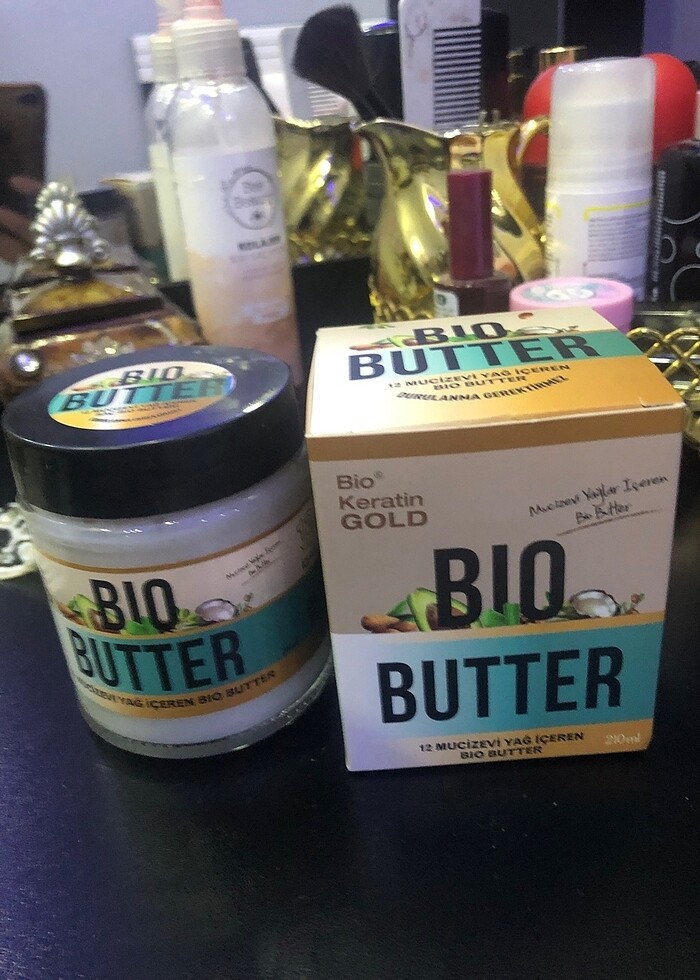 Bee
Beauty
BIO
BUTTER
BIO
BUTTER
12 MUCİZEVİ YAĞ İÇEREN
BIO BUTTER
DURULANMA GEREKTİRMEZ
Bio®
Keratin
GOLD
Mucizevi Yağlar İçeren
Bio Butter
BIO
BUTTER
12 MUCİZEVİ YAĞ İÇEREN
BIO BUTTER
210ml
Mucizevi Yağlar İçeren
Bio Butter
BIO
BUTTER
MUCİZEVİ YAĞ İÇEREN BIO BUTTER